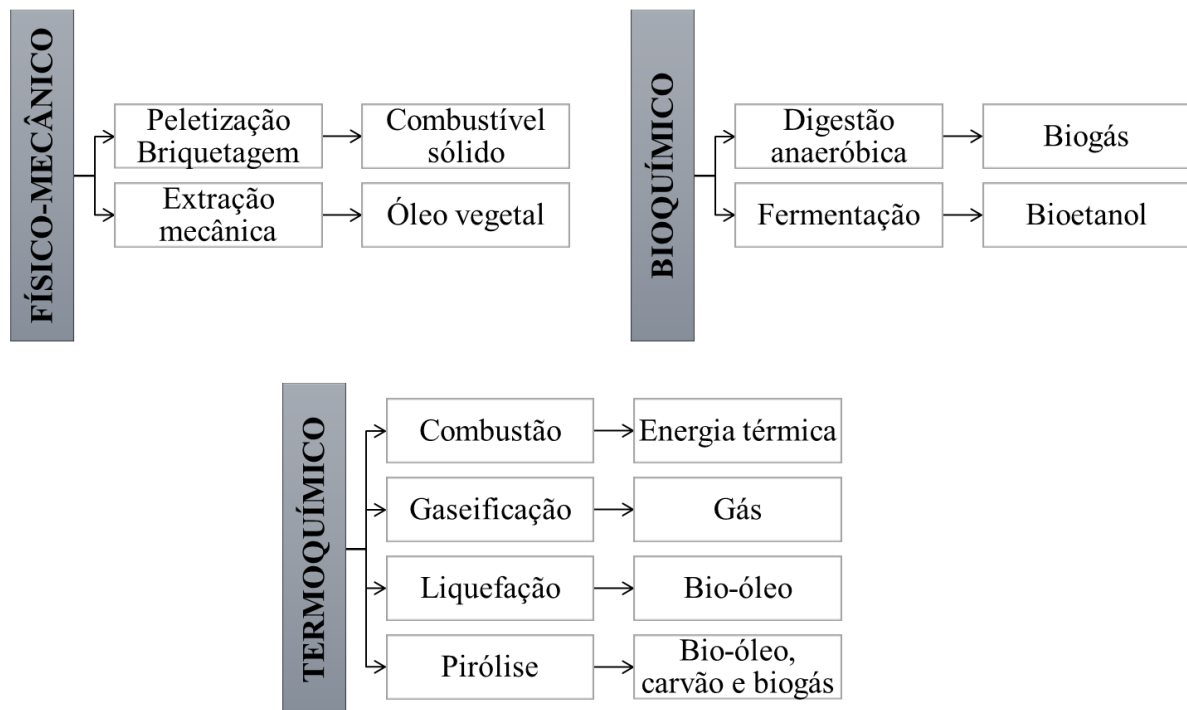 FÍSICO-MECÂNICO
Peletização
Briquetagem
Combustível
sólido
Extração
mecânica
Óleo vegetal
BIOQUÍMICO
Digestão
anaeróbica
Biogás
Fermentação
Bioetanol
TERMOQUÍMICO
Combustão
Energia térmica
Gaseificação
Gás
Liquefação
Bio-óleo
Pirólise
Bio-óleo,
carvão e biogás